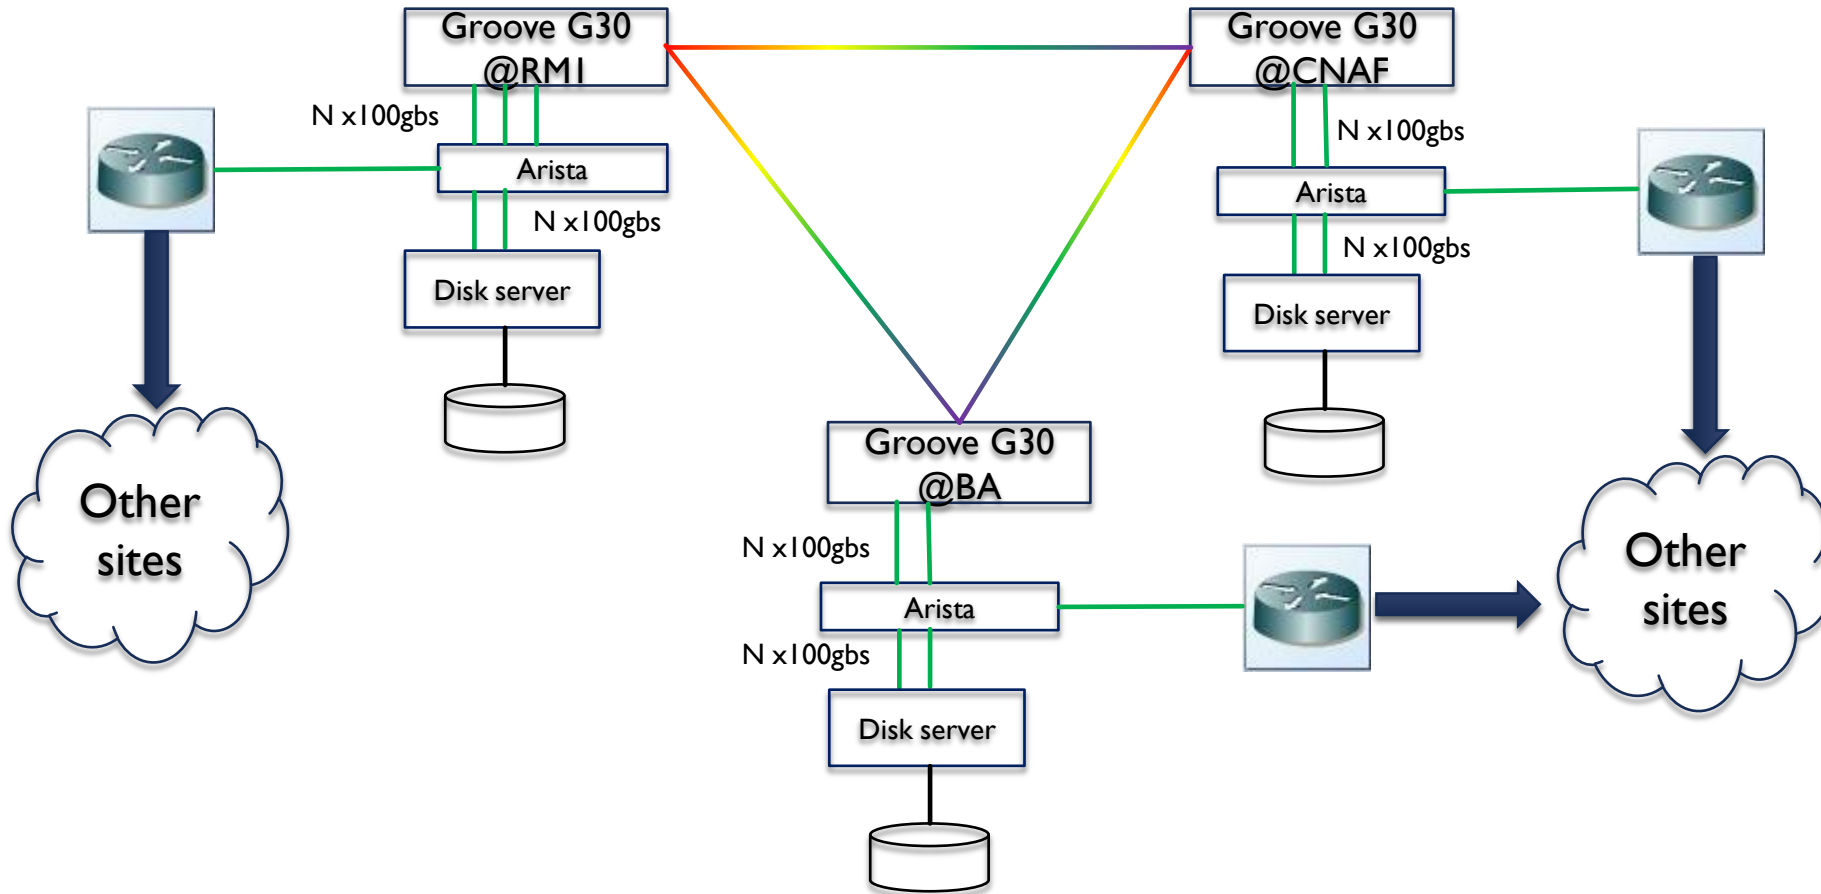 Groove G30
@RM1
N x100gbs
Arista
N x100gbs
Disk server
Other
sites
Groove G30
@CNAF
N x100gbs
Arista
N x100gbs
Disk server
Groove G30
@BA
N x100gbs
Arista
N x100gbs
Disk server
Other
sites